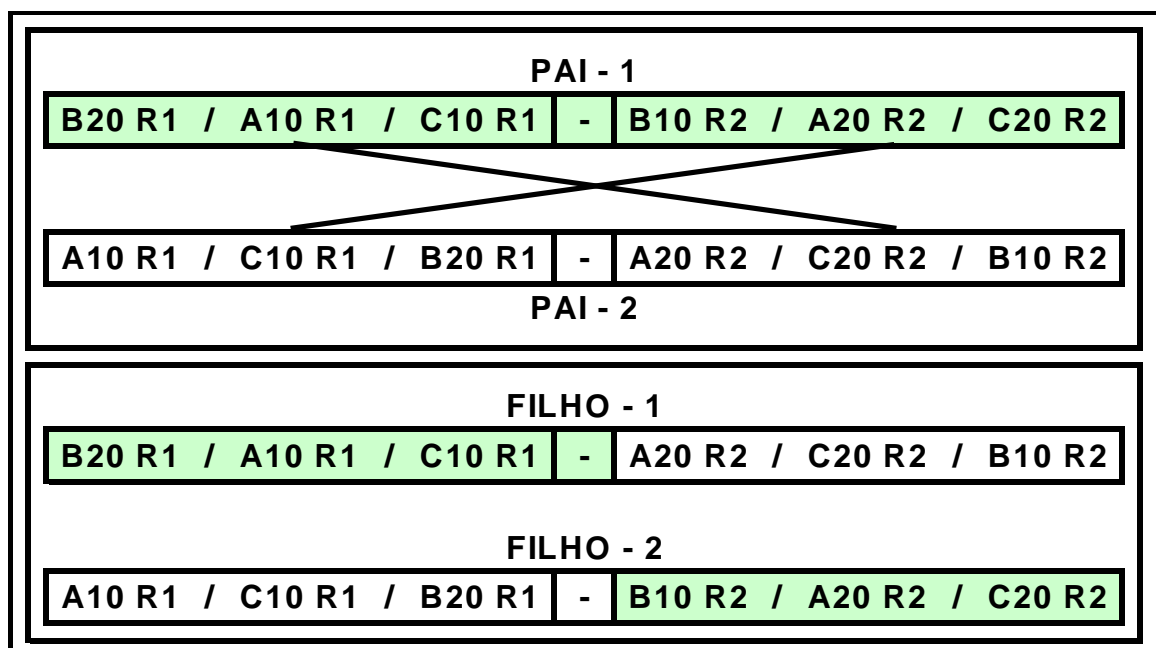 PAI - 1
B20 R1 / A10 R1 / C10 R1 - B10 R2 / A20 R2 / C20 R2
A10 R1 / C10 R1 / B20 R1 - A20 R2 / C20 R2 / B10 R2
PAI - 2
FILHO - 1
B20 R1 / A10 R1 / C10 R1 - A20 R2 / C20 R2 / B10 R2
FILHO - 2
A10 R1 / C10 R1 / B20 R1 - B10 R2 / A20 R2 / C20 R2